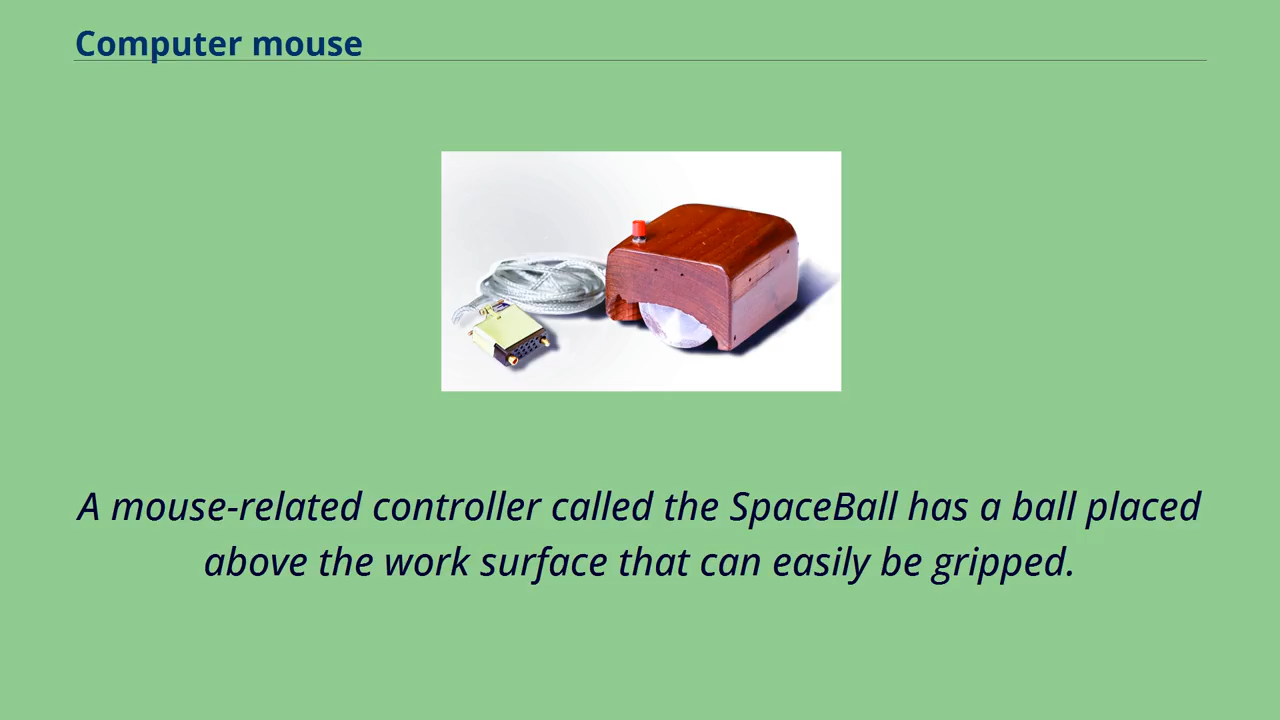 Computer mouse
A mouse-related controller called the SpaceBall has a ball placed
above the work surface that can easily be gripped.